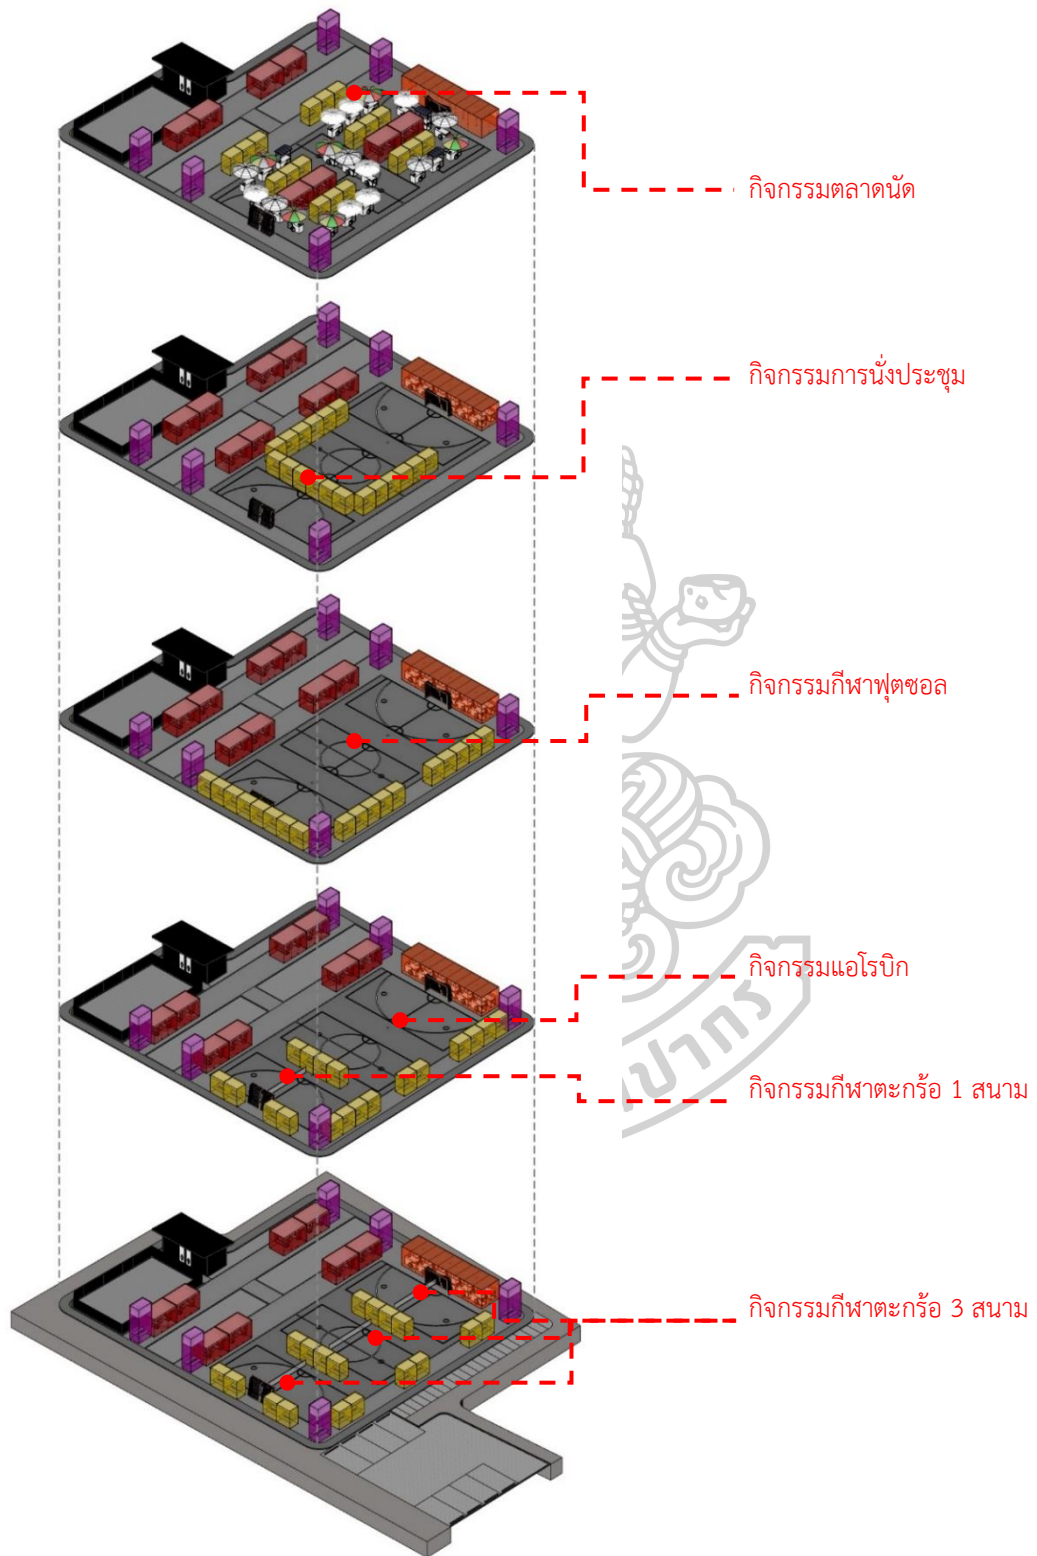 กิจกรรมตลาดนัด
กิจกรรมการนั่งประชุม
กิจกรรมกีฬาฟุตซอล
กิจกรรมแอโรบิก
กิจกรรมกีฬาตะกร้อ 1 สนาม
กิจกรรมกีฬาตะกร้อ 3 สนาม